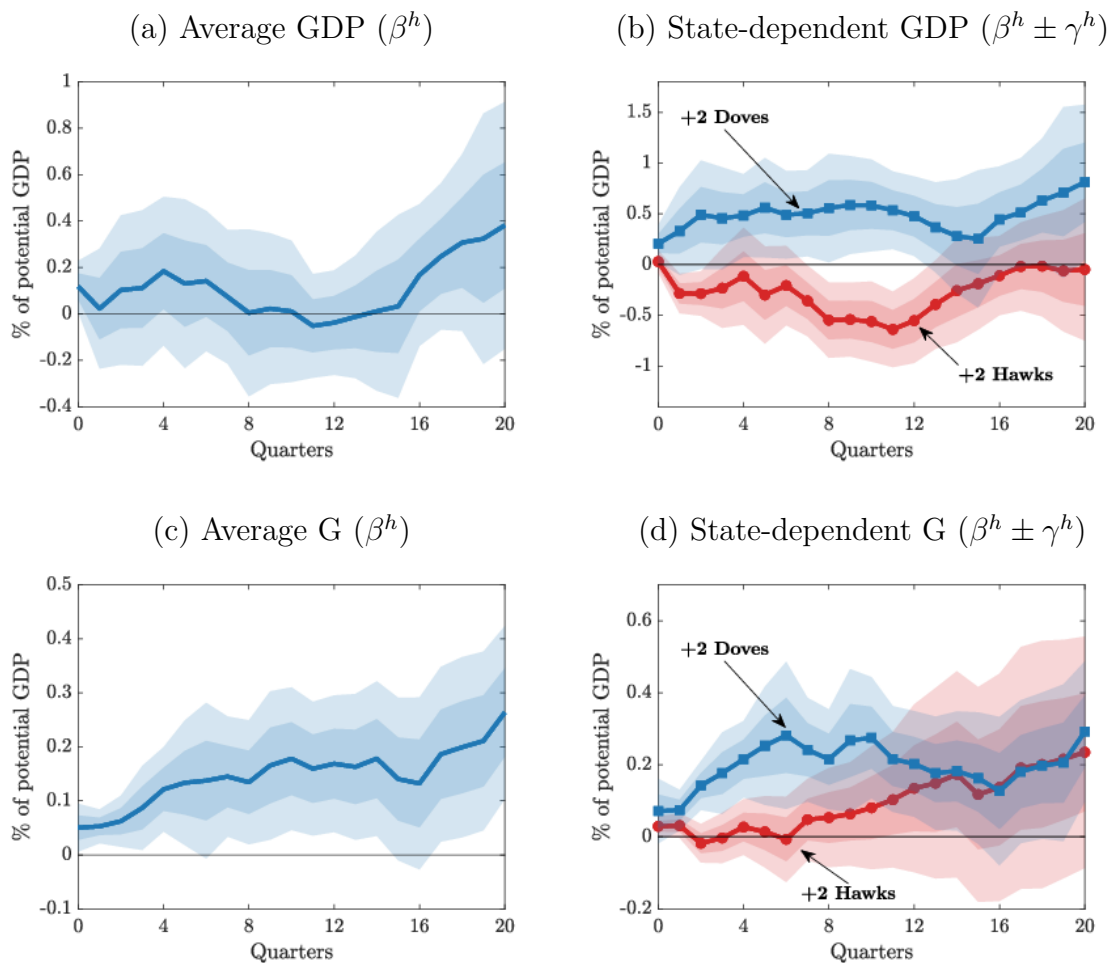 (a) Average GDP (β^h)
1
0.8
0.6
0.4
0.2
0
-0.2
-0.4
% of potential GDP
0 4 8 12 16 20
Quarters
(b) State-dependent GDP (β^h ± γ^h)
1.5
1
0.5
0
-0.5
-1
% of potential GDP
+2 Doves
+2 Hawks
0 4 8 12 16 20
Quarters
(c) Average G (β^h)
0.5
0.4
0.3
0.2
0.1
0
-0.1
% of potential GDP
0 4 8 12 16 20
Quarters
(d) State-dependent G (β^h ± γ^h)
0.6
0.4
0.2
0
-0.2
% of potential GDP
+2 Doves
+2 Hawks
0 4 8 12 16 20
Quarters